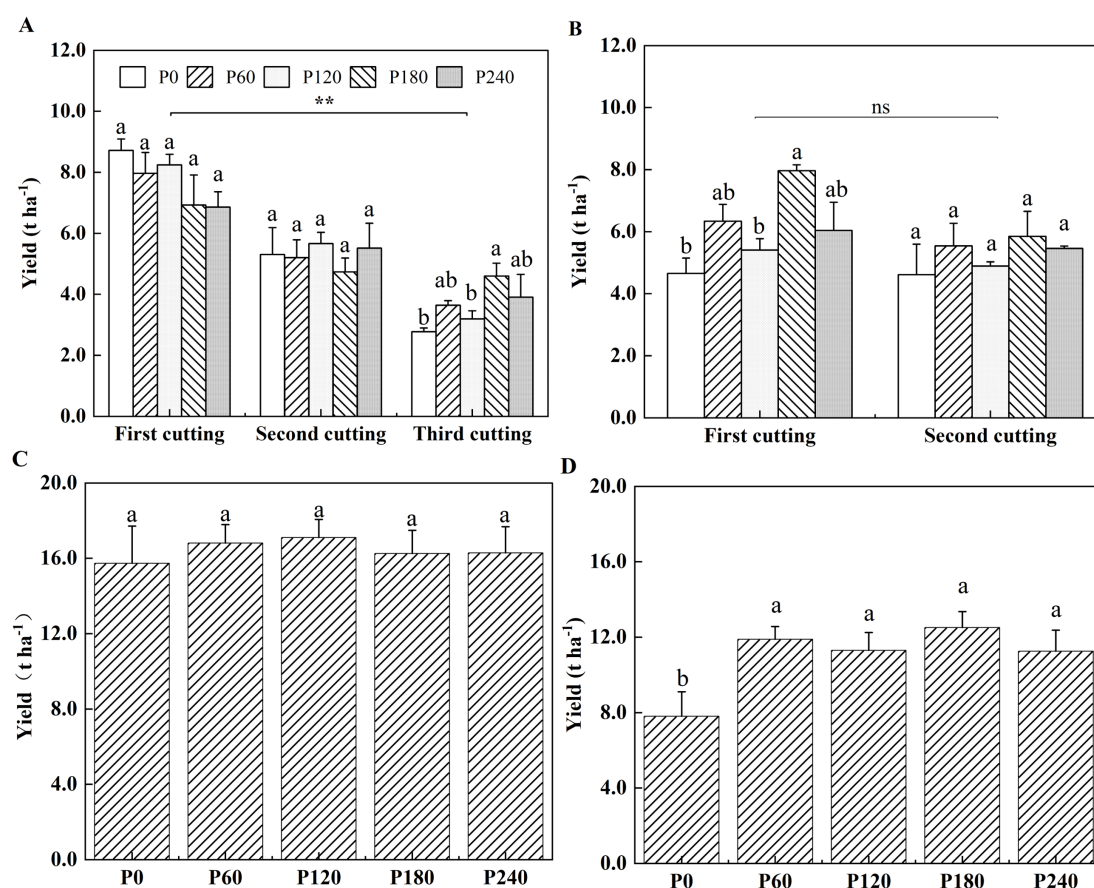 A
12.0
10.0
8.0
6.0
4.0
2.0
0.0
Yield (t ha-1)
P0 P60 P120 P180 P240
**
a a a a a
a a a a a
b ab b a ab
First cutting Second cutting Third cutting
B
12.0
10.0
8.0
6.0
4.0
2.0
0.0
Yield (t ha-1)
ns
b ab b a ab
a a a a a
First cutting Second cutting
C
20.0
16.0
12.0
8.0
4.0
0.0
Yield (t ha-1)
a a a a a
P0 P60 P120 P180 P240
D
20.0
16.0
12.0
8.0
4.0
0.0
Yield (t ha-1)
b a a a a
P0 P60 P120 P180 P240